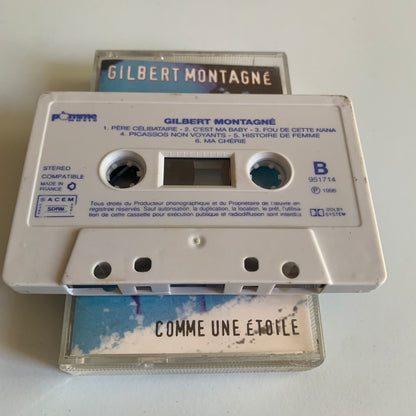 GILBERT MONTAGNÉ
GILBERT MONTAGNÉ
1. PÈRE CÉLIBATAIRE - 2. C'EST MA BABY - 3. FOU DE CETTE NANA
4. PICASSOS NON VOYANTS - 5. HISTOIRE DE FEMME
6. MA CHÉRIE
STÉRÉO
COMPATIBLE
MADE IN
FRANCE
B
951714
℗ 1996
SACEM
SDRM
Tous droits du Producteur phonographique et du Propriétaire de l'œuvre en-
registrée réservés. Sauf autorisation, la duplication, la location, le prêt, l'utilisa-
tion de cette cassette pour exécution publique et radiodiffusion sont interdits.
DOLBY
SYSTEM
COMME UNE ÉTOILE